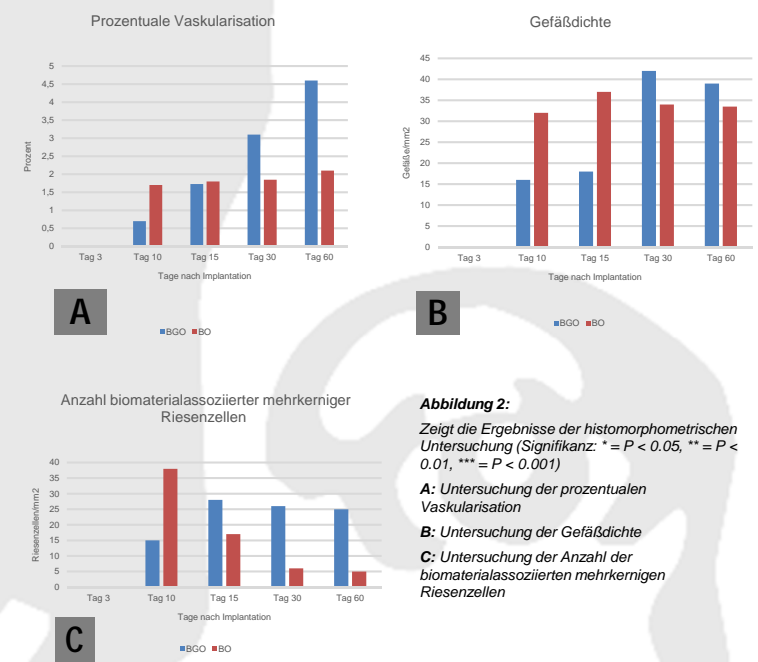 Prozentuale Vaskularisation
5
4,5
4
3,5
3
2,5
2
1,5
1
0,5
0
Prozent
Tag 3 Tag 10 Tag 15 Tag 30 Tag 60
Tage nach Implantation
A
BGO BO
Gefäßdichte
45
40
35
30
25
20
15
10
5
0
Gefäße/mm2
Tag 3 Tag 10 Tag 15 Tag 30 Tag 60
Tage nach Implantation
B
BGO BO
Anzahl biomaterialassoziierter mehrkerniger
Riesenzellen
40
35
30
25
20
15
10
5
0
Riesenzellen/mm2
Tag 3 Tag 10 Tag 15 Tag 30 Tag 60
Tage nach Implantation
C
BGO BO
Abbildung 2:
Zeigt die Ergebnisse der histomorphometrischen
Untersuchung (Signifikanz: * = P < 0.05, ** = P <
0.01, *** = P < 0.001)
A: Untersuchung der prozentualen
Vaskularisation
B: Untersuchung der Gefäßdichte
C: Untersuchung der Anzahl der
biomaterialassoziierten mehrkernigen
Riesenzellen